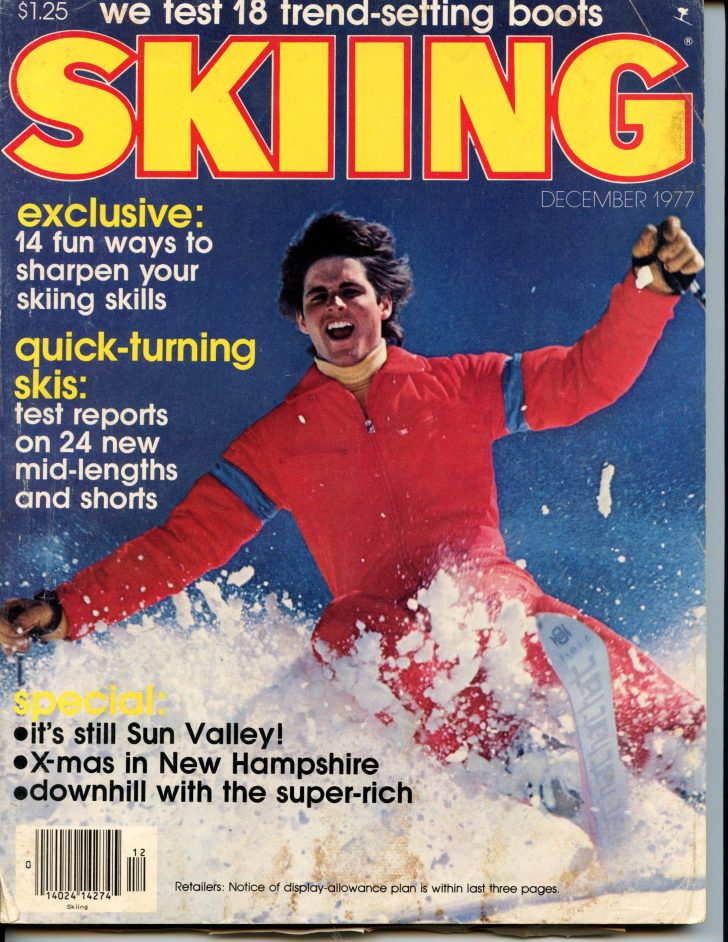 $1.25
we test 18 trend-setting boots
SKIING®
DECEMBER 1977
exclusive:
14 fun ways to
sharpen your
skiing skills
quick-turning
skis:
test reports
on 24 new
mid-lengths
and shorts
special:
•it's still Sun Valley!
•X-mas in New Hampshire
•downhill with the super-rich
0
12
14024 14274
Skiing
Retailers: Notice of display-allowance plan is within last three pages.